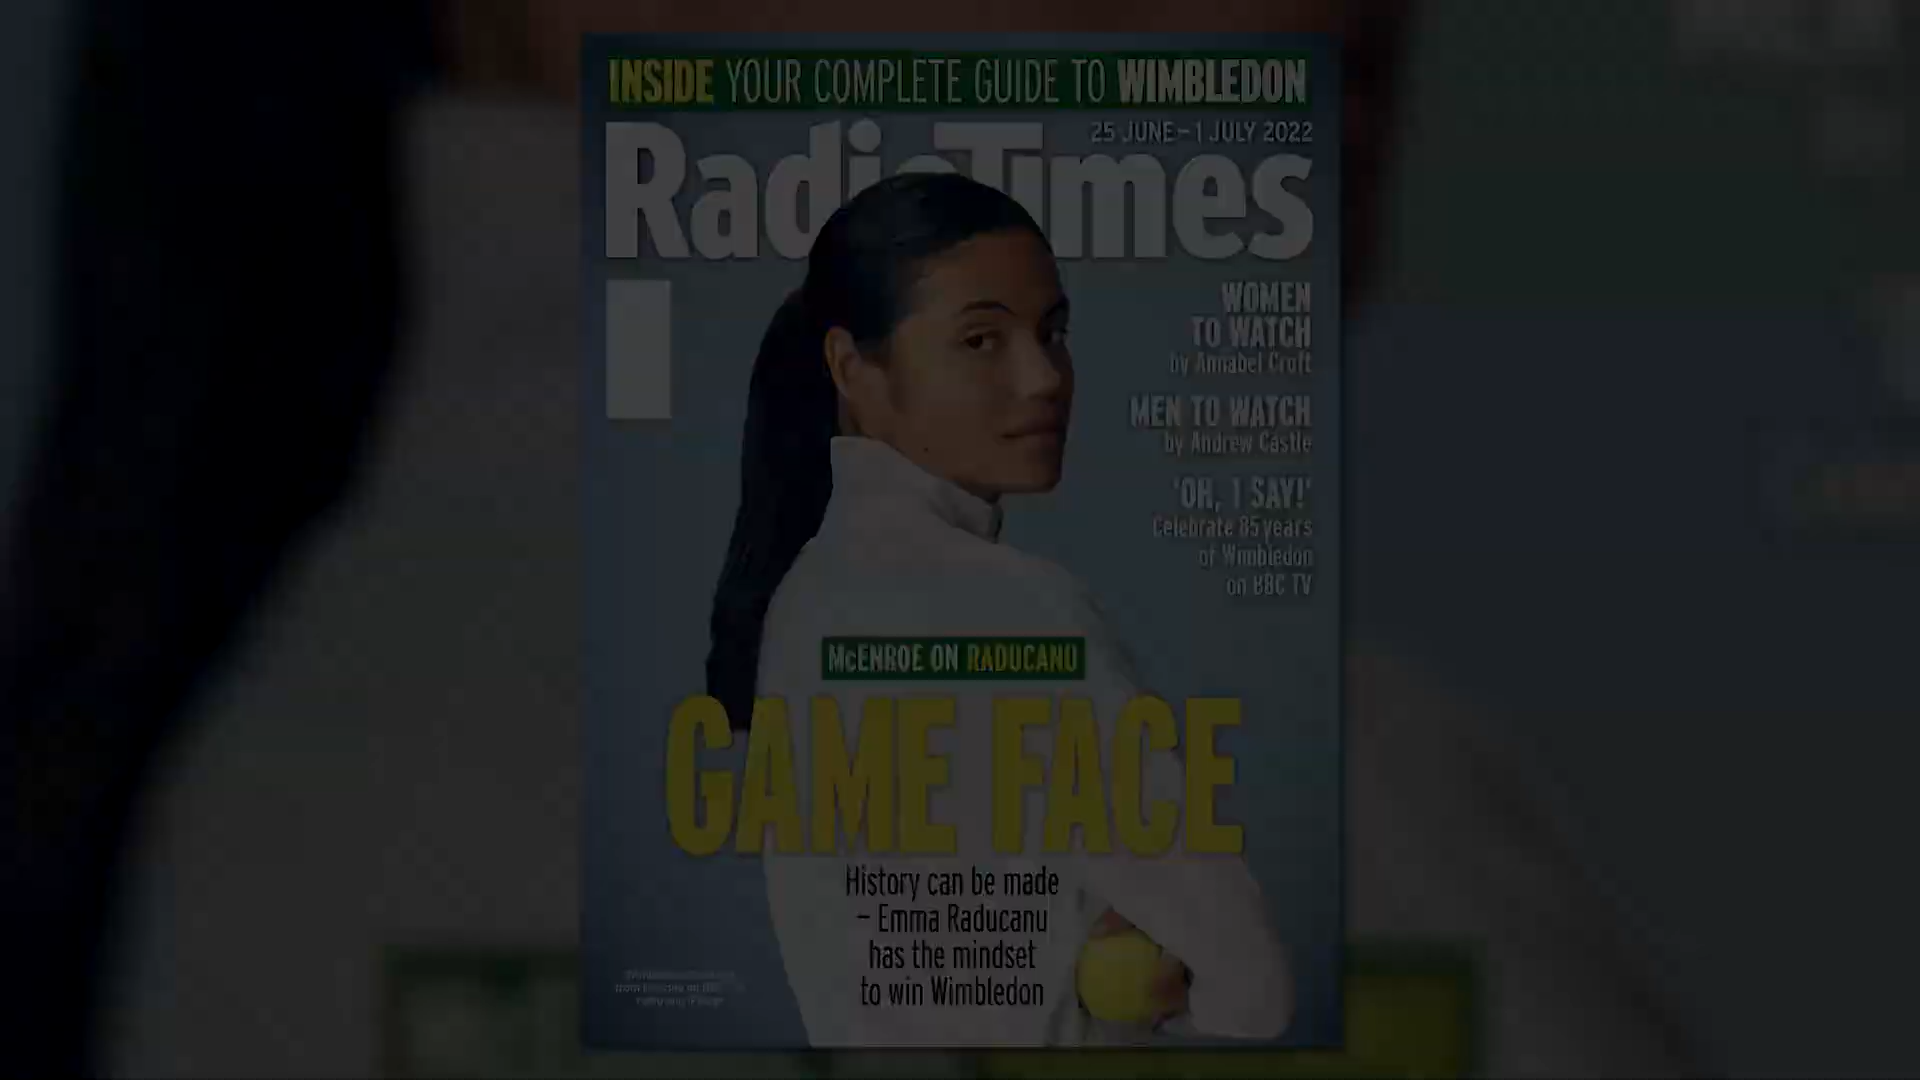 INSIDE YOUR COMPLETE GUIDE TO WIMBLEDON
25 JUNE – 1 JULY 2022
RadioTimes
WOMEN
TO WATCH
by Annabel Croft
MEN TO WATCH
by Andrew Castle
'OH, I SAY!'
Celebrate 85 years
of Wimbledon
on BBC TV
McENROE ON RADUCANU
GAME FACE
History can be made
– Emma Raducanu
has the mindset
to win Wimbledon